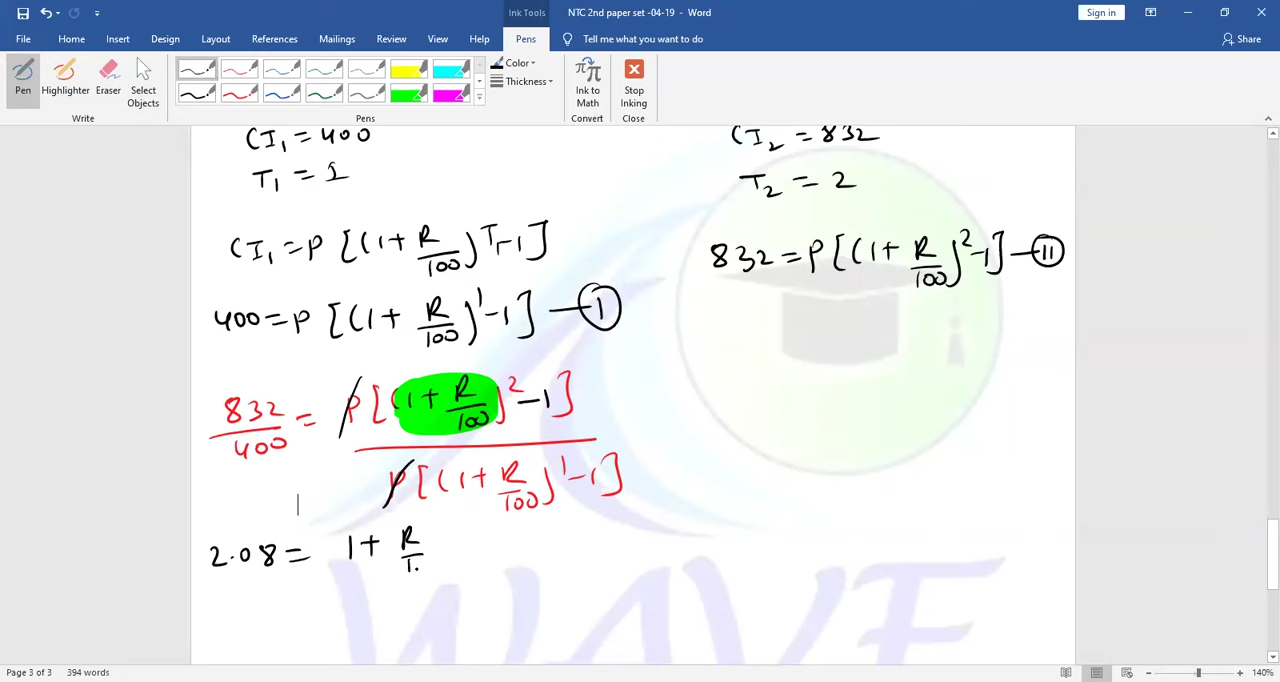 Ink Tools
NTC 2nd paper set -04-19 - Word
Sign in
File Home Insert Design Layout References Mailings Review View Help Pens Tell me what you want to do
Share
Pen Highlighter Eraser Select Objects
Color
Thickness
Ink to Math
Stop Inking
Write Pens Convert Close
CI₁ = 400
CI₂ = 832
T₁ = 1
T₂ = 2
CI₁ = P [(1 + R/100)^T₁ - 1]
832 = P [(1 + R/100)² - 1] — II
400 = P [(1 + R/100)¹ - 1] — I
832/400 = P [(1 + R/100)² - 1] / P [(1 + R/100)¹ - 1]
2.08 = 1 + R/1.
WAVE
Page 3 of 3 394 words
140%